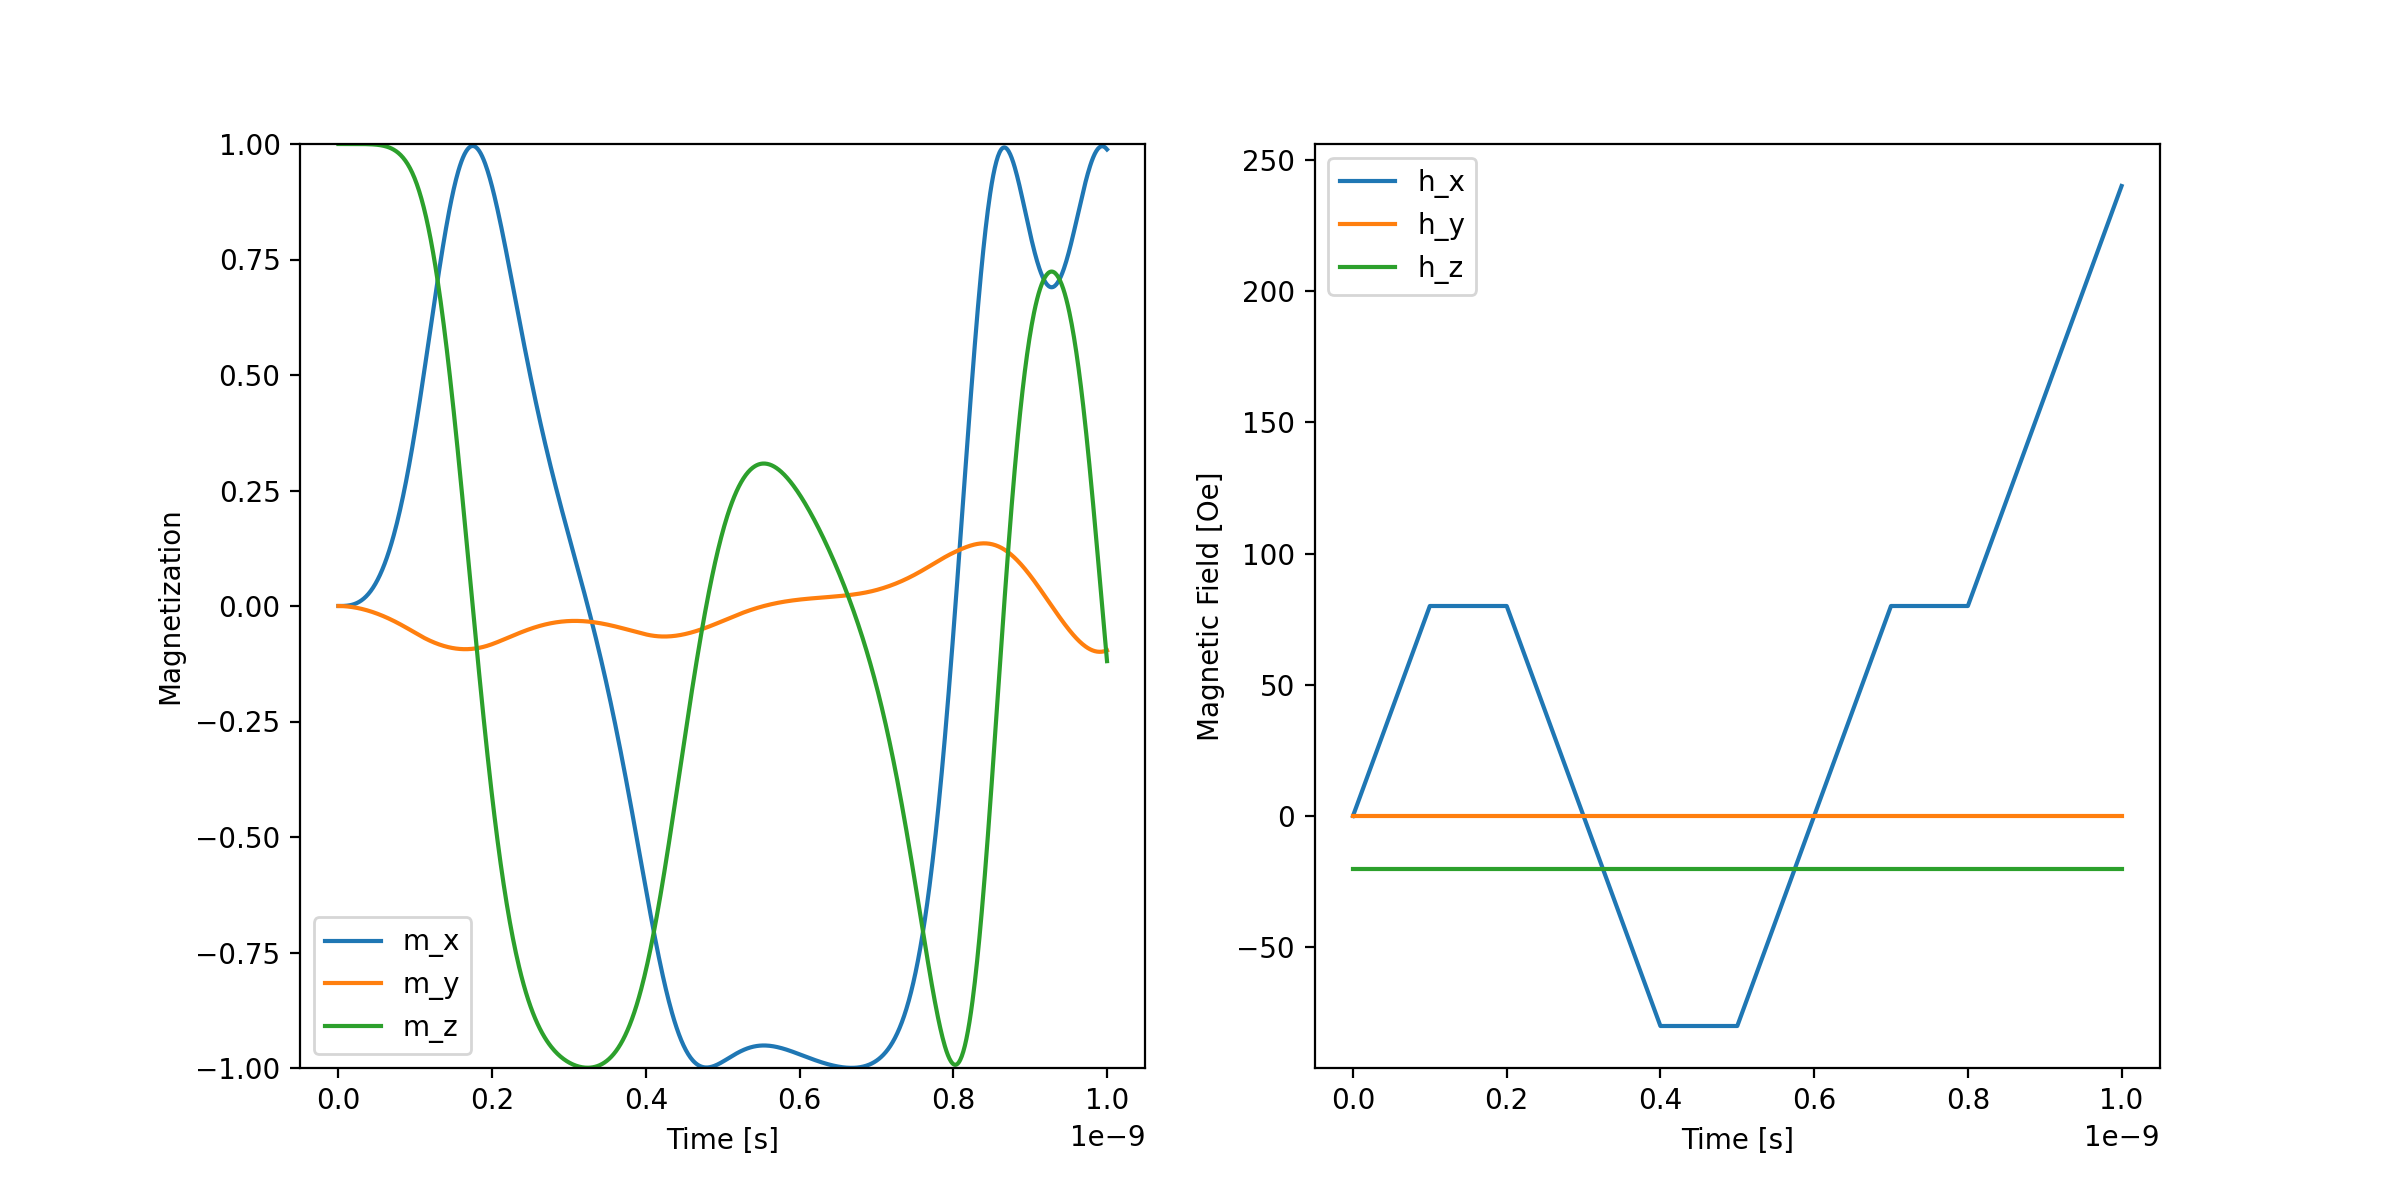 1.00
0.75
0.50
0.25
0.00
−0.25
−0.50
−0.75
−1.00
Magnetization
m_x
m_y
m_z
0.0 0.2 0.4 0.6 0.8 1.0
Time [s]
1e−9
250
200
150
100
50
0
−50
Magnetic Field [Oe]
h_x
h_y
h_z
0.0 0.2 0.4 0.6 0.8 1.0
Time [s]
1e−9